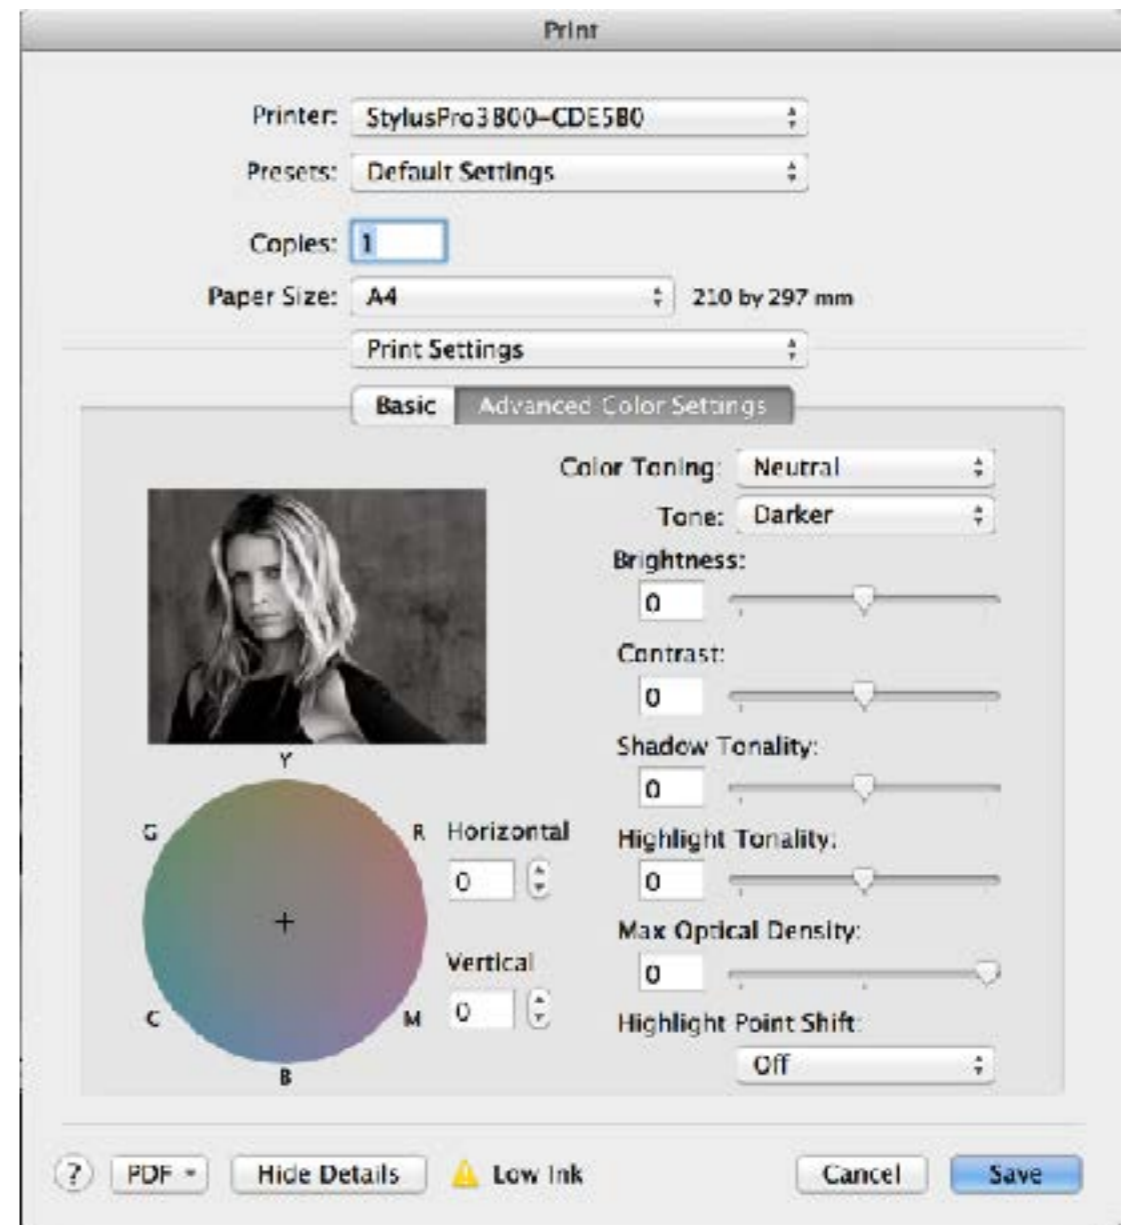 Print
Printer: StylusPro3800-CDE580
Presets: Default Settings
Copies: 1
Paper Size: A4 210 by 297 mm
Print Settings
Basic Advanced Color Settings
Color Toning: Neutral
Tone: Darker
Brightness:
0
Contrast:
0
Shadow Tonality:
0
Highlight Tonality:
0
Max Optical Density:
0
Highlight Point Shift:
Off
Y
G R
C M
B
Horizontal
0
Vertical
0
? PDF Hide Details Low Ink Cancel Save